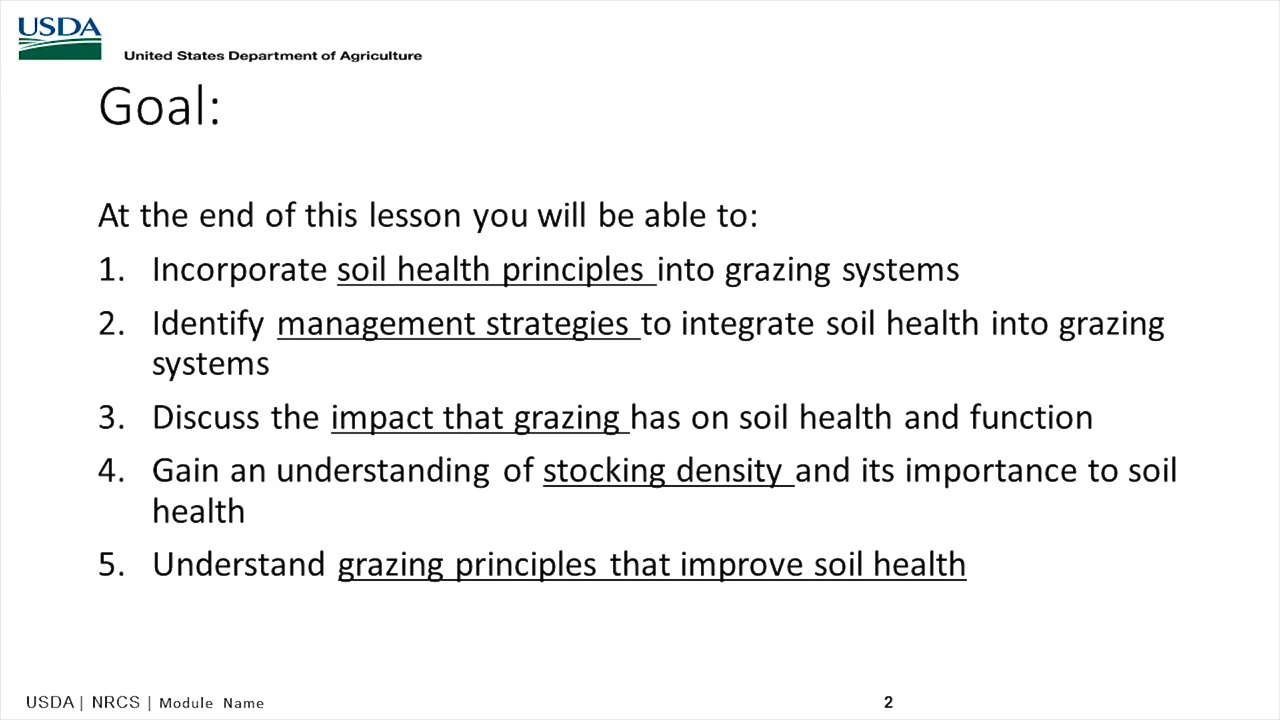 USDA
United States Department of Agriculture
Goal:
At the end of this lesson you will be able to:
1. Incorporate soil health principles into grazing systems
2. Identify management strategies to integrate soil health into grazing
systems
3. Discuss the impact that grazing has on soil health and function
4. Gain an understanding of stocking density and its importance to soil
health
5. Understand grazing principles that improve soil health
USDA | NRCS | Module Name
2